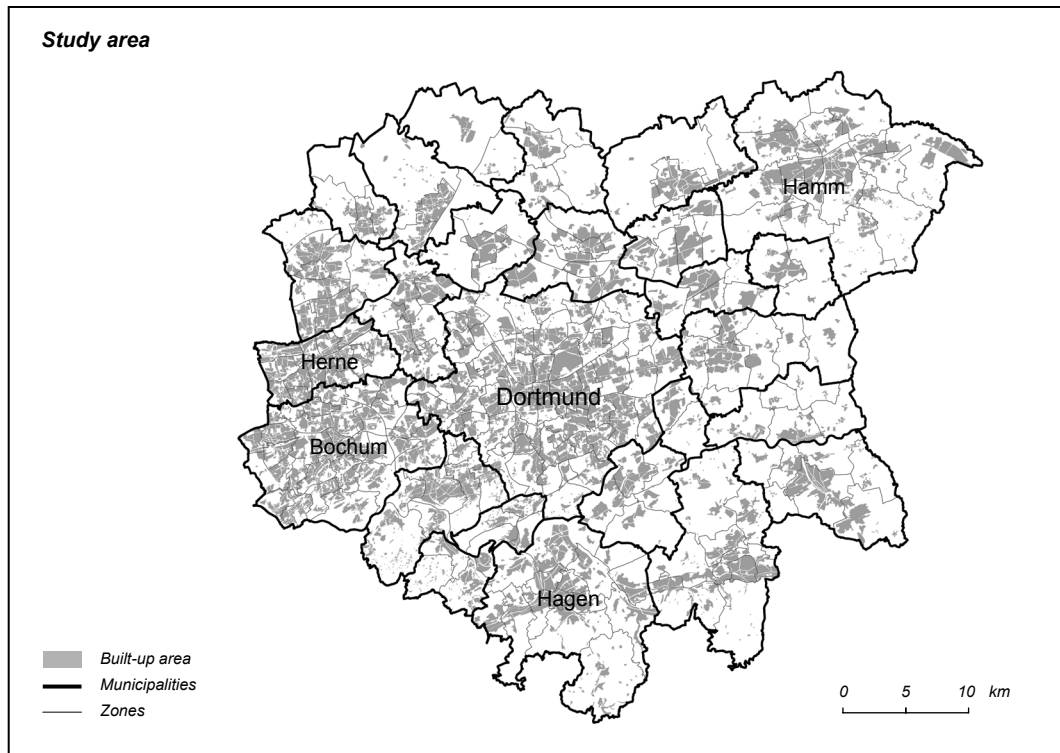 Study area
Hamm
Herne
Dortmund
Bochum
Hagen
Built-up area
Municipalities
Zones
0 5 10 km